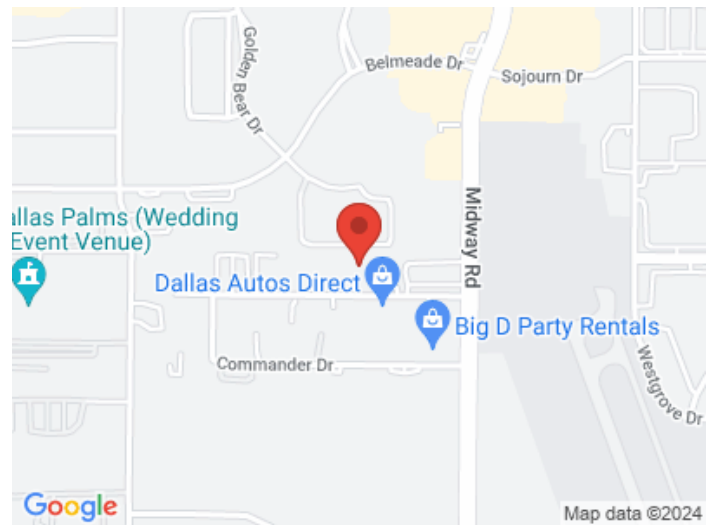 Golden Bear Dr
Belmeade Dr
Sojourn Dr
allas Palms (Wedding
Event Venue)
Midway Rd
Dallas Autos Direct
Big D Party Rentals
Commander Dr
Westgrove Dr
Google
Map data ©2024